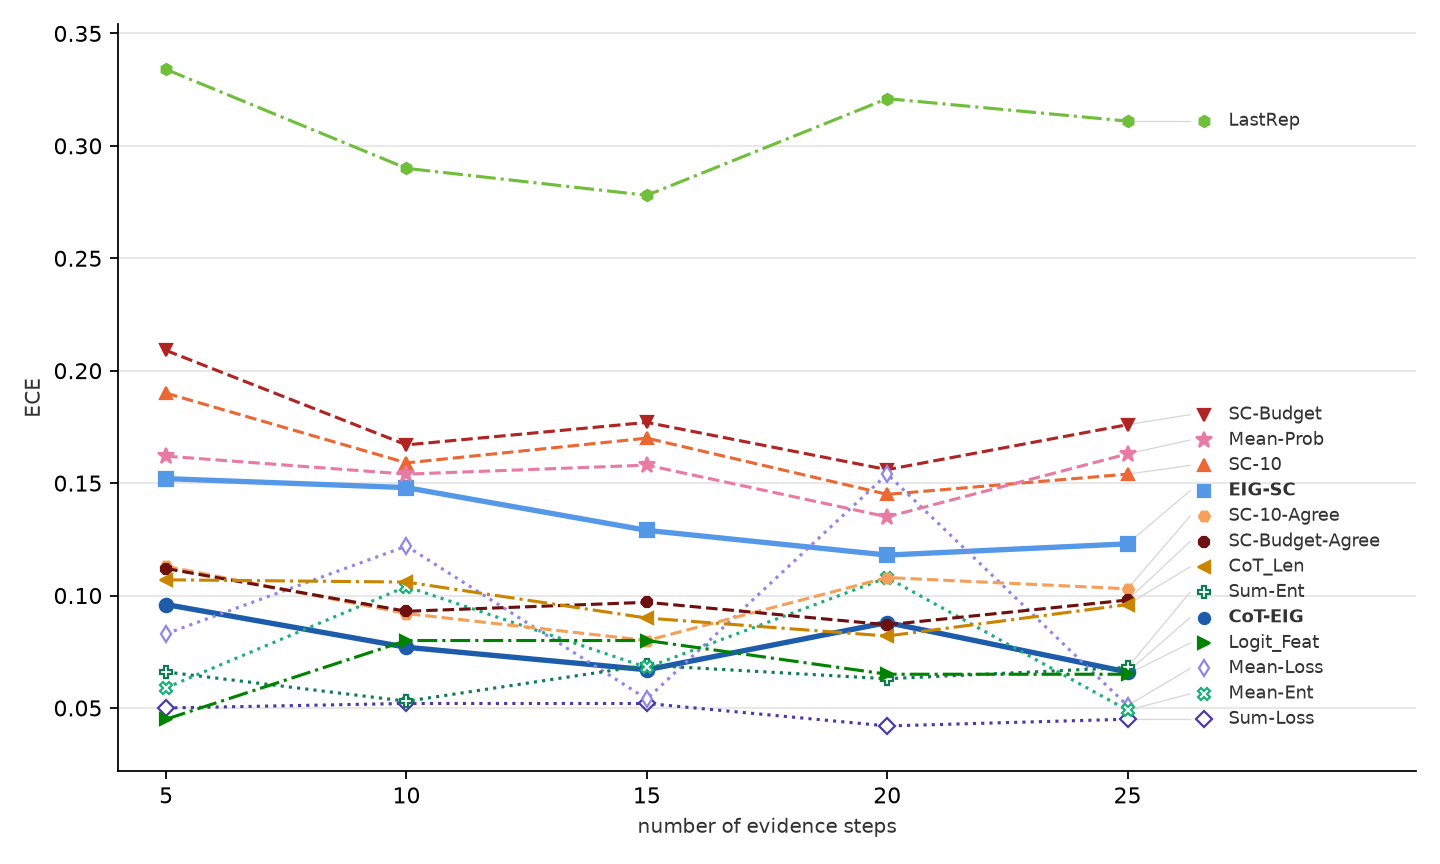 0.35
0.30
0.25
0.20
0.15
0.10
0.05
ECE
5
10
15
20
25
number of evidence steps
LastRep
SC-Budget
Mean-Prob
SC-10
EIG-SC
SC-10-Agree
SC-Budget-Agree
CoT_Len
Sum-Ent
CoT-EIG
Logit_Feat
Mean-Loss
Mean-Ent
Sum-Loss